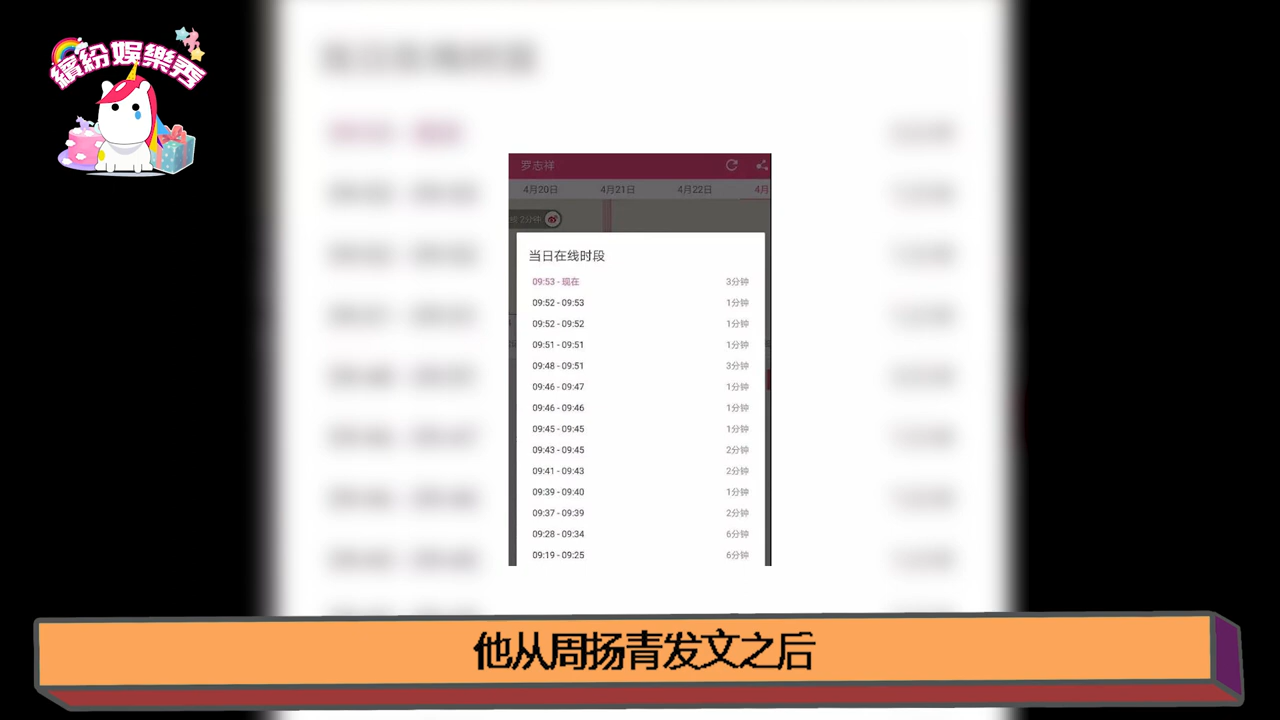 繽紛娛樂秀
罗志祥
4月20日 4月21日 4月22日 4月
2分钟
当日在线时段
09:53 - 现在 3分钟
09:52 - 09:53 1分钟
09:52 - 09:52 1分钟
09:51 - 09:51 1分钟
09:48 - 09:51 3分钟
09:46 - 09:47 1分钟
09:46 - 09:46 1分钟
09:45 - 09:45 1分钟
09:43 - 09:45 2分钟
09:41 - 09:43 2分钟
09:39 - 09:40 1分钟
09:37 - 09:39 2分钟
09:28 - 09:34 6分钟
09:19 - 09:25 6分钟
他从周扬青发文之后